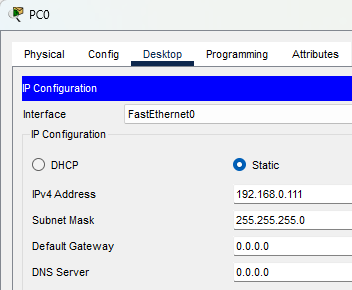 PC0
Physical Config Desktop Programming Attributes
IP Configuration
Interface FastEthernet0
IP Configuration
DHCP Static
IPv4 Address 192.168.0.111
Subnet Mask 255.255.255.0
Default Gateway 0.0.0.0
DNS Server 0.0.0.0